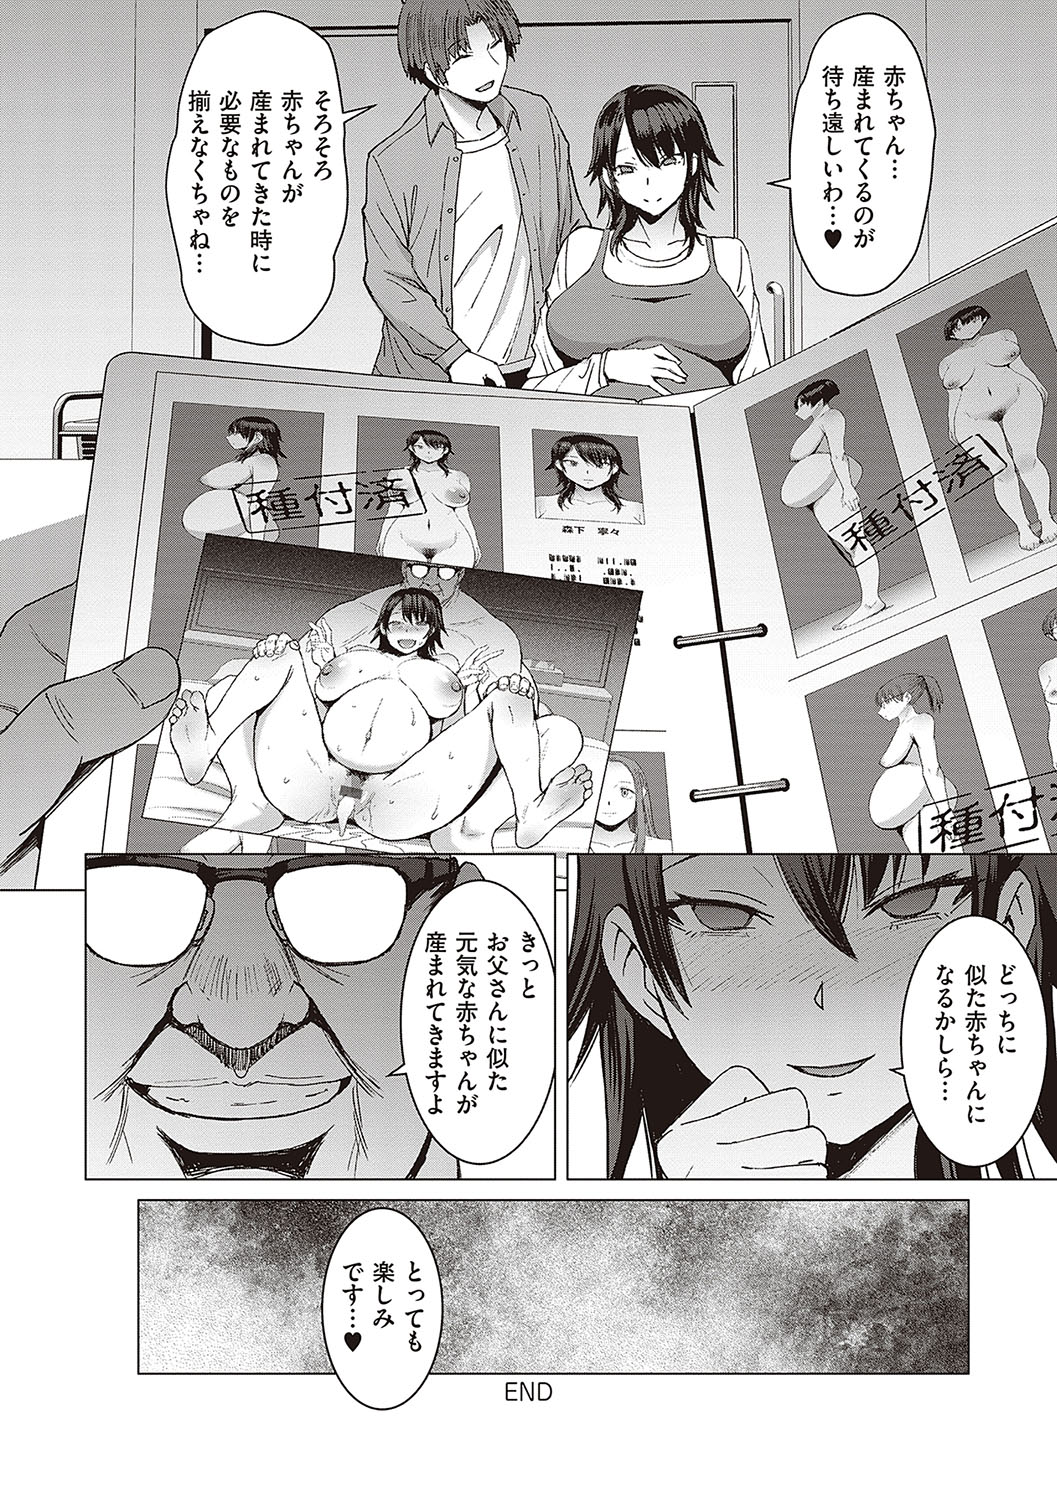 赤ちゃん…
産まれてくるのが
待ち遠しいわ…♥
そろそろ
赤ちゃんが
産まれてきた時に
必要なものを
揃えなくちゃね…
種付済
種付済
森下 寧々
種付済
どっちに
似た赤ちゃんに
なるかしら…
きっと
お父さんに似た
元気な赤ちゃんが
産まれてきますよ
とっても
楽しみ
です…♥
END